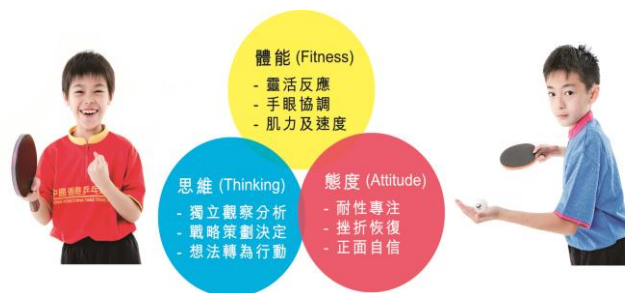 體能 (Fitness)
- 靈活反應
- 手眼協調
- 肌力及速度
思維 (Thinking)
- 獨立觀察分析
- 戰略策劃決定
- 想法轉為行動
態度 (Attitude)
- 耐性專注
- 挫折恢復
- 正面自信